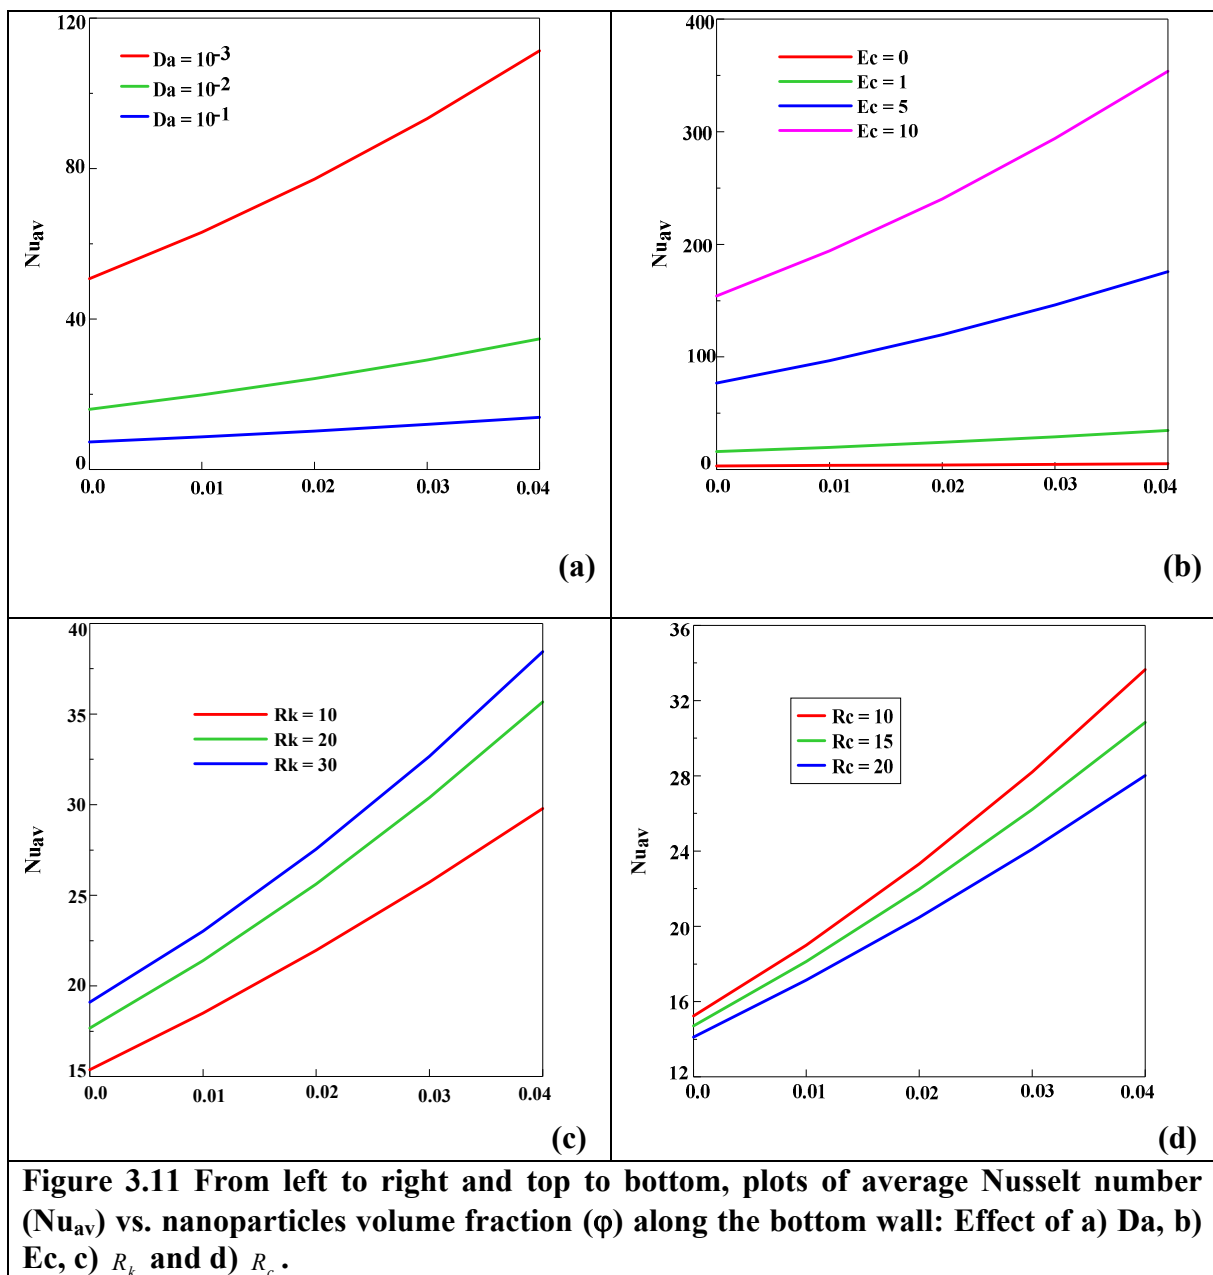 120
80
40
0
Nuav
Da = 10-3
Da = 10-2
Da = 10-1
0.0 0.01 0.02 0.03 0.04
(a)
400
300
200
100
0
Nuav
Ec = 0
Ec = 1
Ec = 5
Ec = 10
0.0 0.01 0.02 0.03 0.04
(b)
40
35
30
25
20
15
Nuav
Rk = 10
Rk = 20
Rk = 30
0.0 0.01 0.02 0.03 0.04
(c)
36
32
28
24
20
16
12
Nuav
Rc = 10
Rc = 15
Rc = 20
0.0 0.01 0.02 0.03 0.04
(d)
Figure 3.11 From left to right and top to bottom, plots of average Nusselt number
(Nuav) vs. nanoparticles volume fraction (φ) along the bottom wall: Effect of a) Da, b)
Ec, c) Rk and d) Rc.